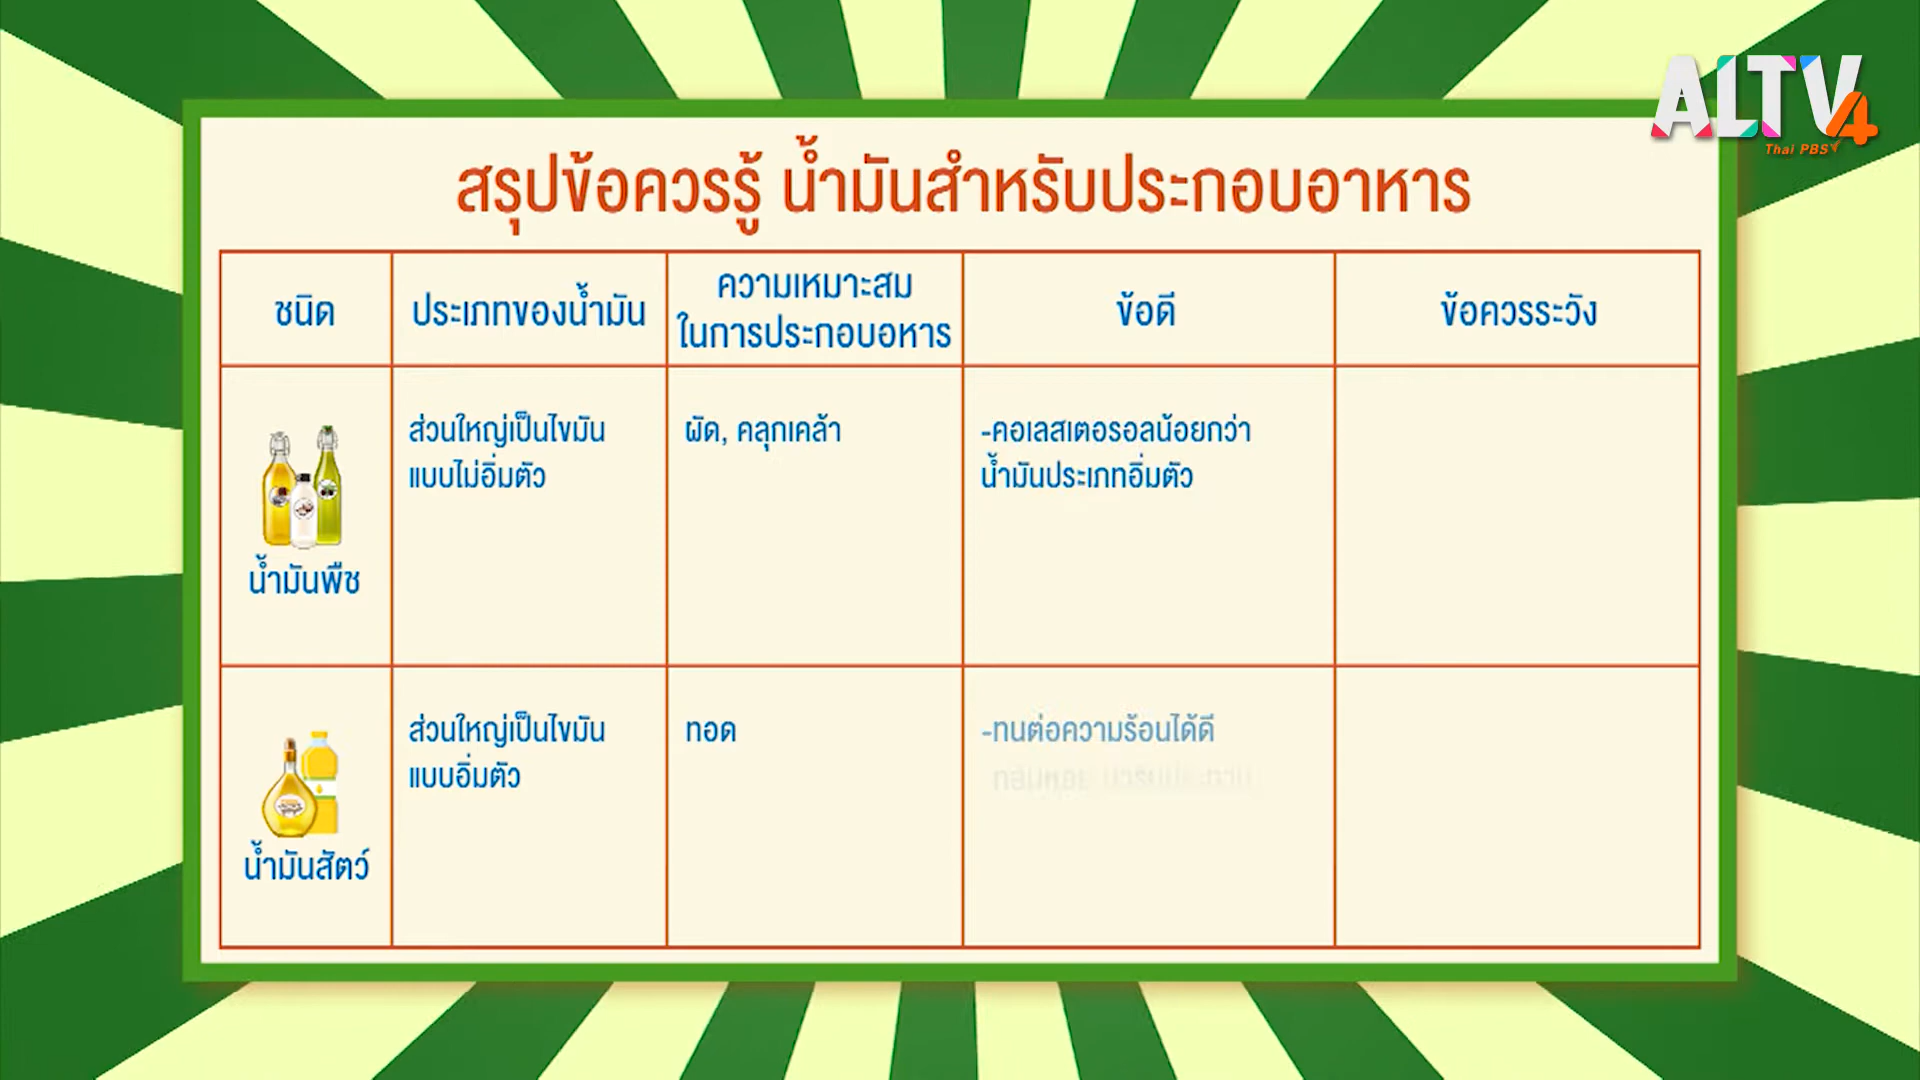 ALTV4
Thai PBS
สรุปข้อควรรู้ น้ำมันสำหรับประกอบอาหาร
ชนิด
ประเภทของน้ำมัน
ความเหมาะสม
ในการประกอบอหาร
ข้อดี
ข้อควรระวัง
น้ำมันพืช
ส่วนใหญ่เป็นไขมัน
แบบไม่อิ่มตัว
ผัด, คลุกเคล้า
-คอเลสเตอรอลน้อยกว่า
น้ำมันประเภทอิ่มตัว
น้ำมันสัตว์
ส่วนใหญ่เป็นไขมัน
แบบอิ่มตัว
ทอด
-ทนต่อความร้อนได้ดี